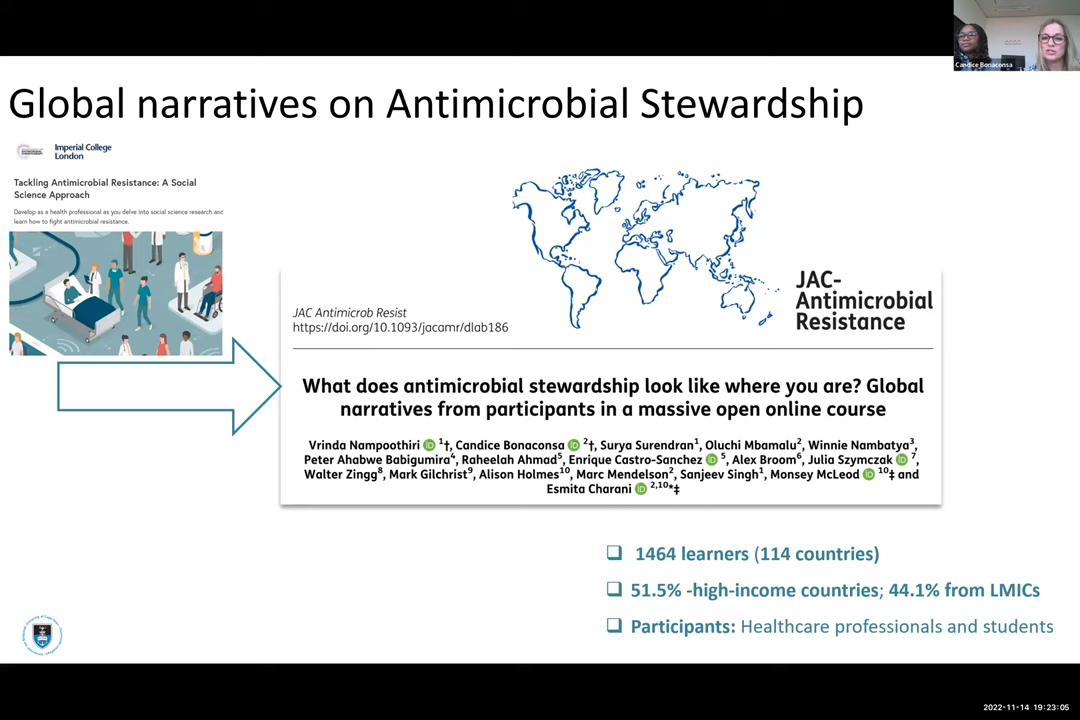 Candice Bonaconsa
Global narratives on Antimicrobial Stewardship
Imperial College
London
Tackling Antimicrobial Resistance: A Social
Science Approach
Develop as a health professional as you delve into social science research and
learn how to fight antimicrobial resistance.
JAC Antimicrob Resist
https://doi.org/10.1093/jacamr/dlab186
JAC-
Antimicrobial
Resistance
What does antimicrobial stewardship look like where you are? Global
narratives from participants in a massive open online course
Vrinda Nampoothiri iD 1†, Candice Bonaconsa iD 2†, Surya Surendran1, Oluchi Mbamalu2, Winnie Nambatya3,
Peter Ahabwe Babigumira4, Raheelah Ahmad5, Enrique Castro-Sanchez iD 5, Alex Broom6, Julia Szymczak iD 7,
Walter Zingg8, Mark Gilchrist9, Alison Holmes10, Marc Mendelson2, Sanjeev Singh1, Monsey McLeod iD 10‡ and
Esmita Charani iD 2,10*‡
❑ 1464 learners (114 countries)
❑ 51.5% -high-income countries; 44.1% from LMICs
❑ Participants: Healthcare professionals and students
2022-11-14 19:23:05